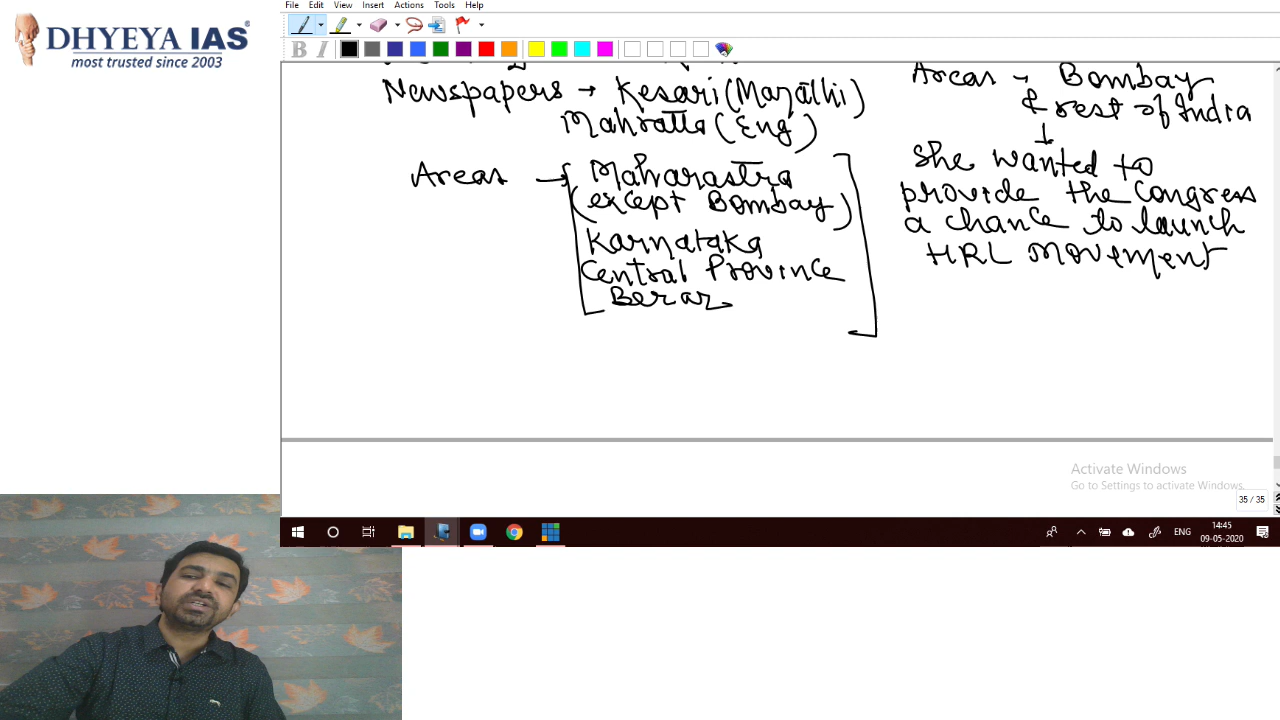 DHYEYA IAS®
most trusted since 2003
File Edit View Insert Actions Tools Help
B I
Newspapers → Kesari (Marathi)
Mahratta (Eng)
Areas → Maharastra
(except Bombay)
Karnataka
Central Province
Berar
Areas → Bombay
& rest of India
↓
She wanted to
provide the Congress
a chance to launch
HRL Movement
Activate Windows
Go to Settings to activate Windows.
35 / 35
ENG
14:45
09-05-2020